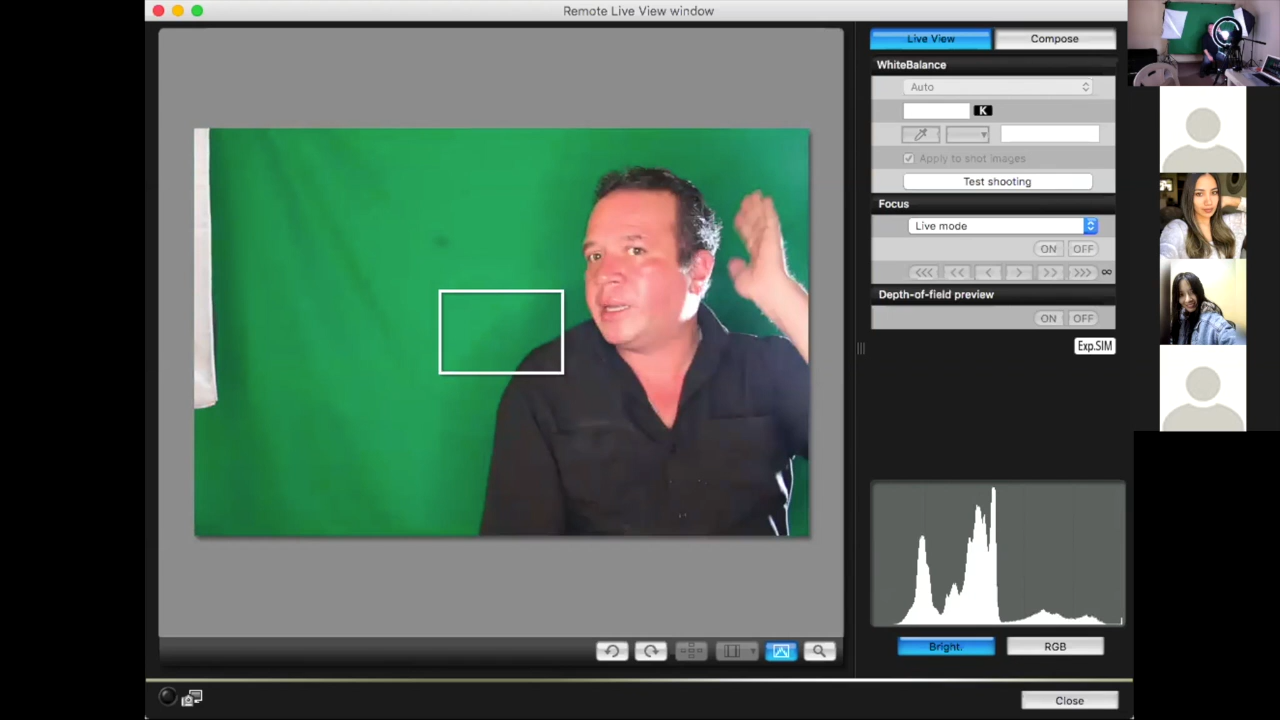 Remote Live View window
Live View
Compose
WhiteBalance
Auto
K
Apply to shot images
Test shooting
Focus
Live mode
ON OFF
<<< << < > >> >>> ∞
Depth-of-field preview
ON OFF
Exp.SIM
Bright.
RGB
Close